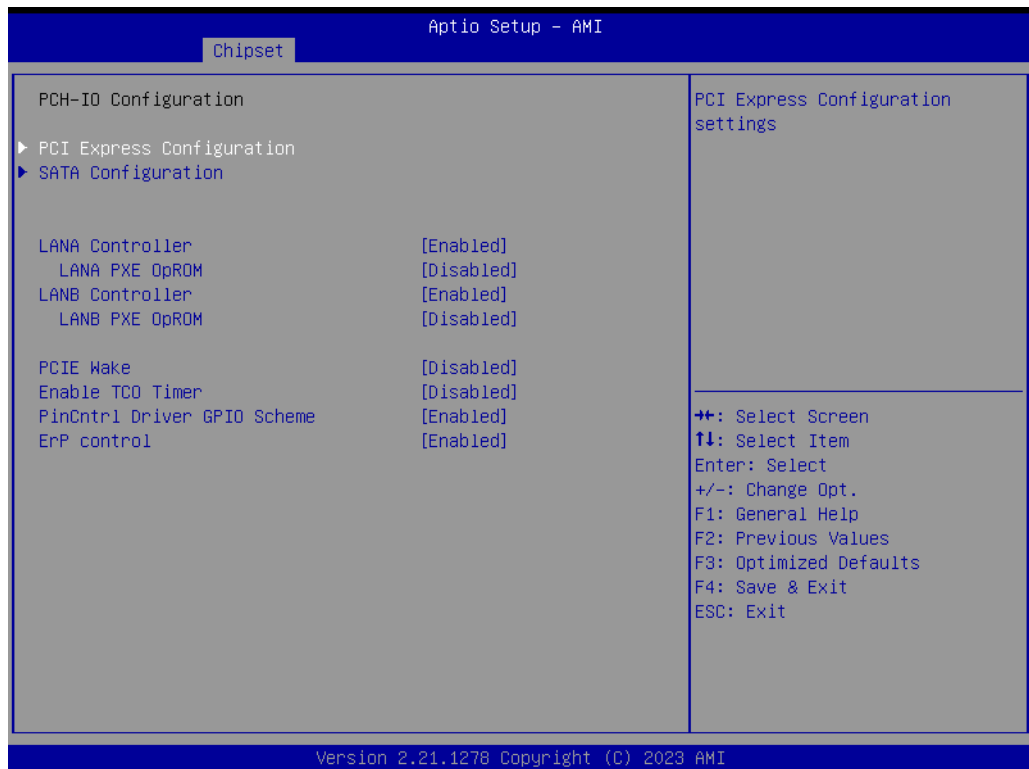 Aptio Setup – AMI
Chipset
PCH-IO Configuration
PCI Express Configuration
SATA Configuration
LANA Controller [Enabled]
LANA PXE OpROM [Disabled]
LANB Controller [Enabled]
LANB PXE OpROM [Disabled]
PCIE Wake [Disabled]
Enable TCO Timer [Disabled]
PinCntrl Driver GPIO Scheme [Enabled]
ErP control [Enabled]
PCI Express Configuration
settings
→←: Select Screen
↑↓: Select Item
Enter: Select
+/-: Change Opt.
F1: General Help
F2: Previous Values
F3: Optimized Defaults
F4: Save & Exit
ESC: Exit
Version 2.21.1278 Copyright (C) 2023 AMI